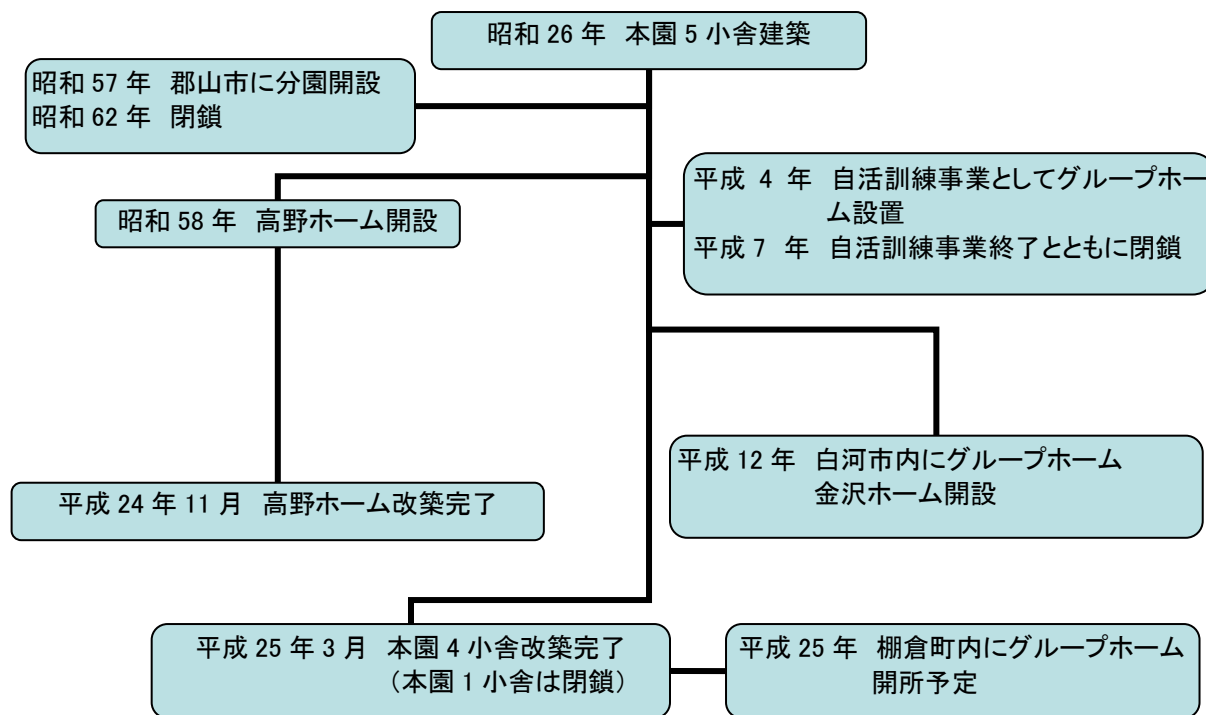 昭和 26 年 本園 5 小舎建築
昭和 57 年 郡山市に分園開設
昭和 62 年 閉鎖
平成 4 年 自活訓練事業としてグループホー
ム設置
平成 7 年 自活訓練事業終了とともに閉鎖
昭和 58 年 高野ホーム開設
平成 12 年 白河市内にグループホーム
金沢ホーム開設
平成 24 年 11 月 高野ホーム改築完了
平成 25 年 3 月 本園 4 小舎改築完了
（本園 1 小舎は閉鎖）
平成 25 年 棚倉町内にグループホーム
開所予定